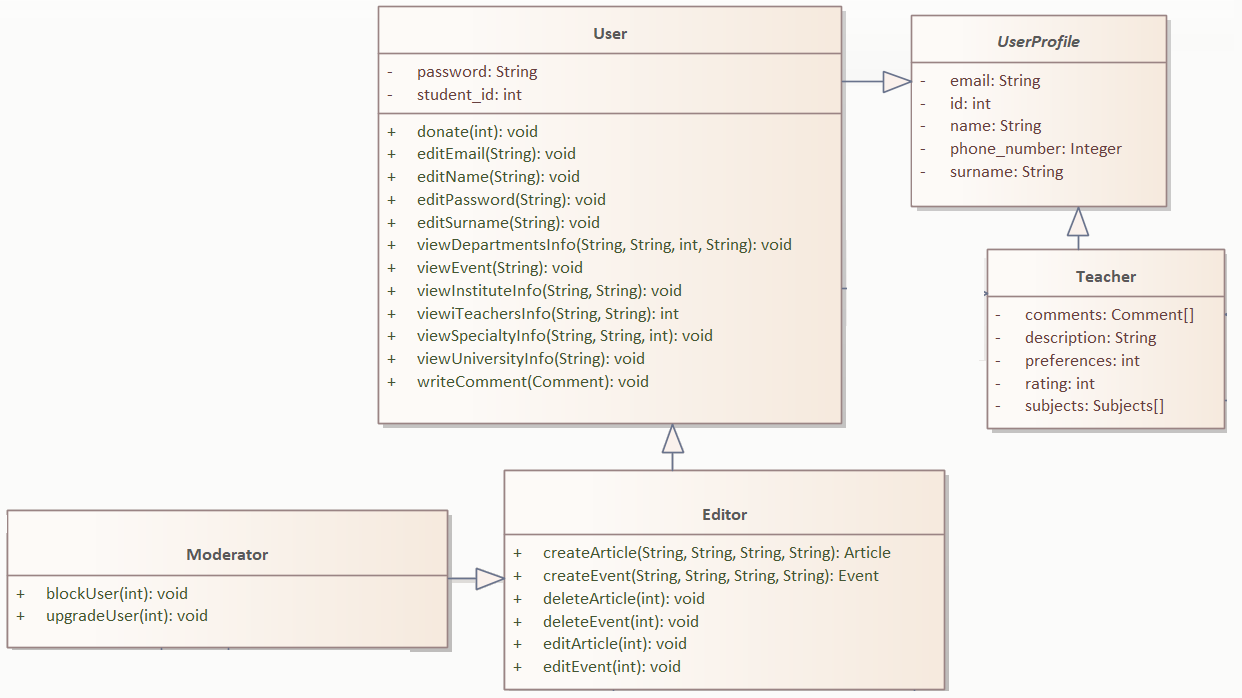 User
- password: String
- student_id: int
+ donate(int): void
+ editEmail(String): void
+ editName(String): void
+ editPassword(String): void
+ editSurname(String): void
+ viewDepartmentsInfo(String, String, int, String): void
+ viewEvent(String): void
+ viewInstituteInfo(String, String): void
+ viewiTeachersInfo(String, String): int
+ viewSpecialtyInfo(String, String, int): void
+ viewUniversityInfo(String): void
+ writeComment(Comment): void
UserProfile
- email: String
- id: int
- name: String
- phone_number: Integer
- surname: String
Teacher
- comments: Comment[]
- description: String
- preferences: int
- rating: int
- subjects: Subjects[]
Moderator
+ blockUser(int): void
+ upgradeUser(int): void
Editor
+ createArticle(String, String, String, String): Article
+ createEvent(String, String, String, String): Event
+ deleteArticle(int): void
+ deleteEvent(int): void
+ editArticle(int): void
+ editEvent(int): void